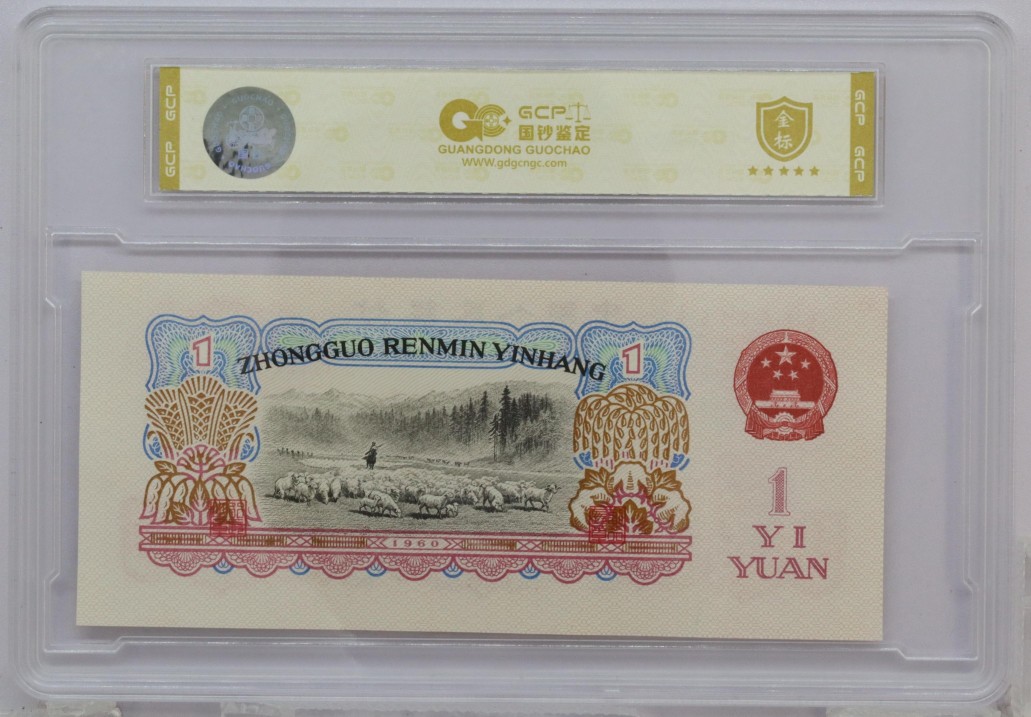 GCP GCP
GCP
国钞鉴定
GUANGDONG GUOCHAO
www.gdgcngc.com
金
标
GCP GCP
1
ZHONGGUO RENMIN YINHANG
1
1960
1
YI
YUAN